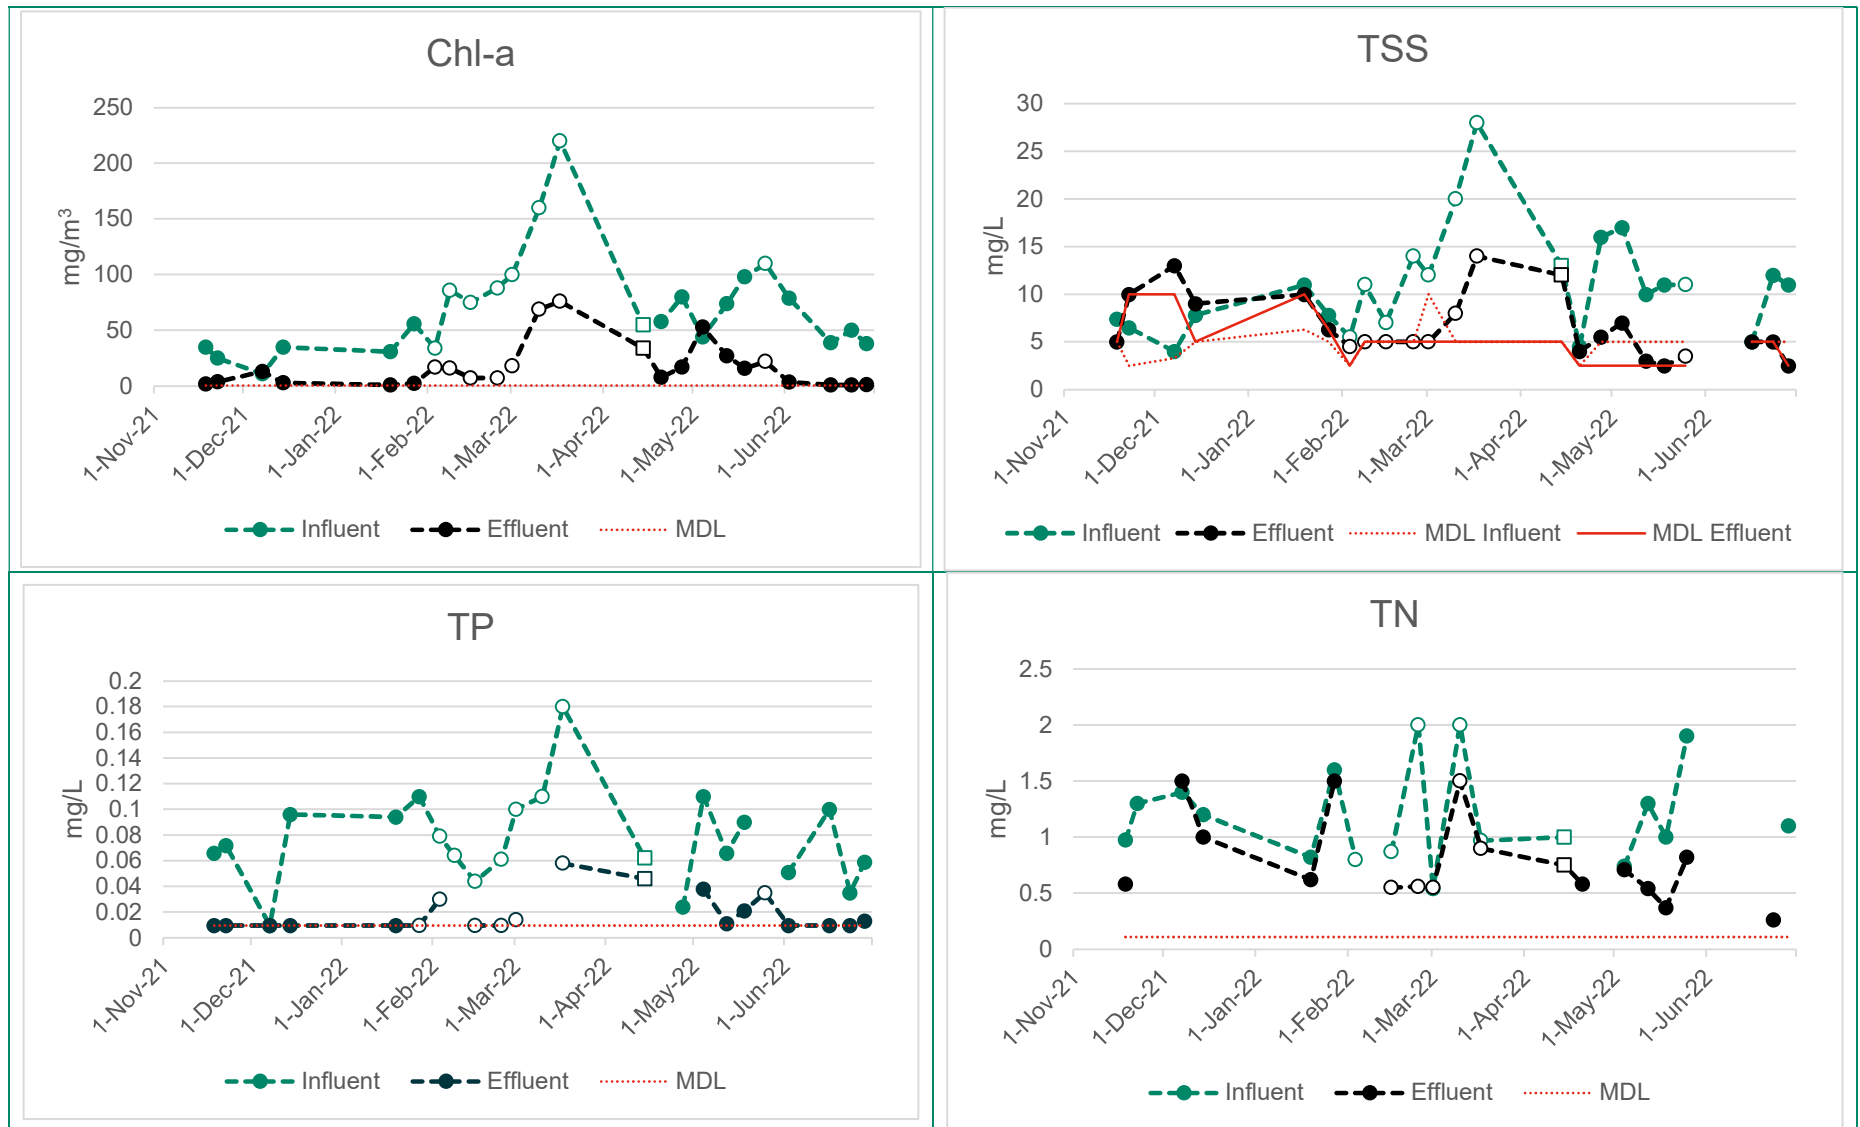 Chl-a
250
200
150
100
50
0
mg/m³
1-Nov-21
1-Dec-21
1-Jan-22
1-Feb-22
1-Mar-22
1-Apr-22
1-May-22
1-Jun-22
Influent Effluent MDL
TSS
30
25
20
15
10
5
0
mg/L
1-Nov-21
1-Dec-21
1-Jan-22
1-Feb-22
1-Mar-22
1-Apr-22
1-May-22
1-Jun-22
Influent Effluent MDL Influent MDL Effluent
TP
0.2
0.18
0.16
0.14
0.12
0.1
0.08
0.06
0.04
0.02
0
mg/L
1-Nov-21
1-Dec-21
1-Jan-22
1-Feb-22
1-Mar-22
1-Apr-22
1-May-22
1-Jun-22
Influent Effluent MDL
TN
2.5
2
1.5
1
0.5
0
mg/L
1-Nov-21
1-Dec-21
1-Jan-22
1-Feb-22
1-Mar-22
1-Apr-22
1-May-22
1-Jun-22
Influent Effluent MDL